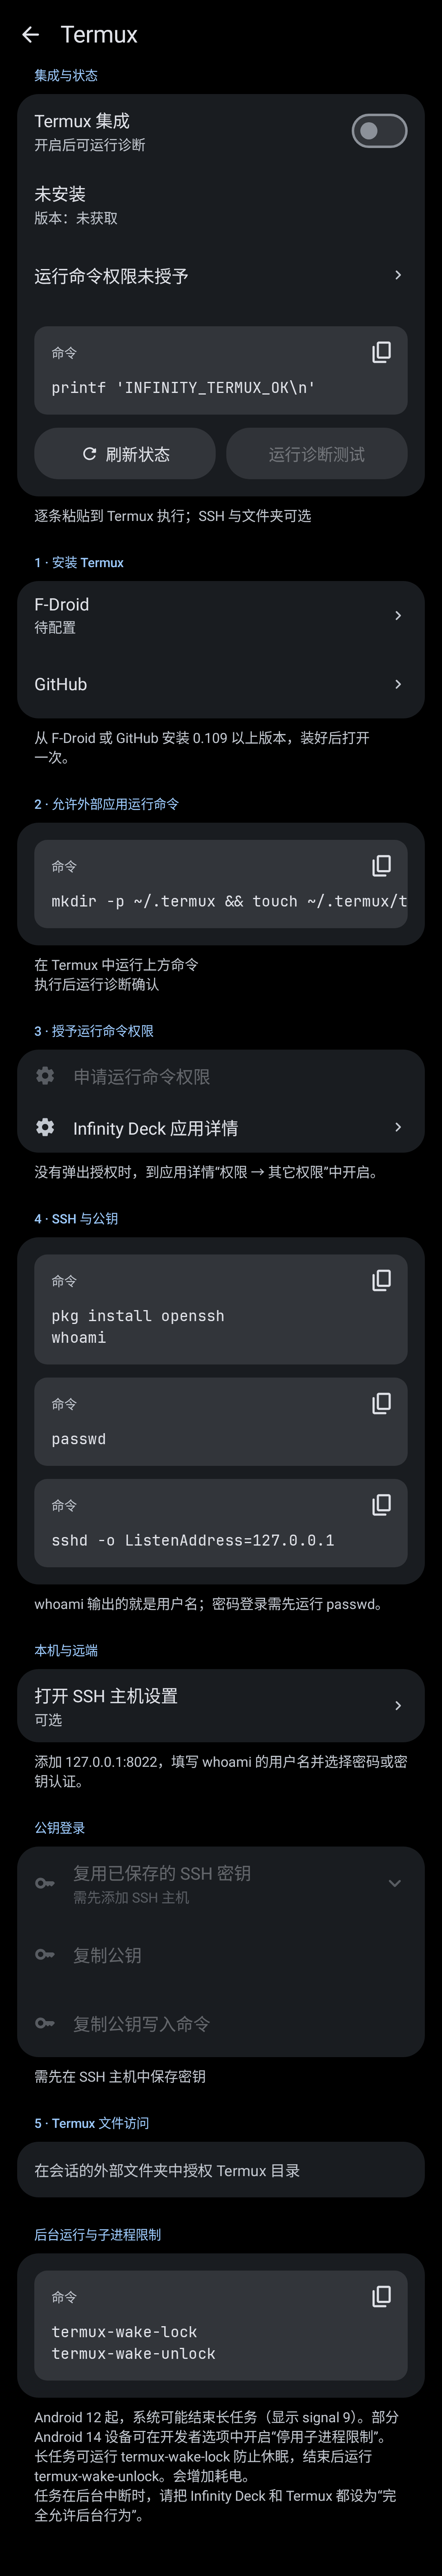 Termux
集成与状态
Termux 集成
开启后可运行诊断
未安装
版本：未获取
运行命令权限未授予
命令
printf 'INFINITY_TERMUX_OK\n'
刷新状态
运行诊断测试
逐条粘贴到 Termux 执行；SSH 与文件夹可选
1 · 安装 Termux
F-Droid
待配置
GitHub
从 F-Droid 或 GitHub 安装 0.109 以上版本，装好后打开
一次。
2 · 允许外部应用运行命令
命令
mkdir -p ~/.termux && touch ~/.termux/t
在 Termux 中运行上方命令
执行后运行诊断确认
3 · 授予运行命令权限
申请运行命令权限
Infinity Deck 应用详情
没有弹出授权时，到应用详情“权限 → 其它权限”中开启。
4 · SSH 与公钥
命令
pkg install openssh
whoami
命令
passwd
命令
sshd -o ListenAddress=127.0.0.1
whoami 输出的就是用户名；密码登录需先运行 passwd。
本机与远端
打开 SSH 主机设置
可选
添加 127.0.0.1:8022，填写 whoami 的用户名并选择密码或密
钥认证。
公钥登录
复用已保存的 SSH 密钥
需先添加 SSH 主机
复制公钥
复制公钥写入命令
需先在 SSH 主机中保存密钥
5 · Termux 文件访问
在会话的外部文件夹中授权 Termux 目录
后台运行与子进程限制
命令
termux-wake-lock
termux-wake-unlock
Android 12 起，系统可能结束长任务（显示 signal 9）。部分
Android 14 设备可在开发者选项中开启“停用子进程限制”。
长任务可运行 termux-wake-lock 防止休眠，结束后运行
termux-wake-unlock。会增加耗电。
任务在后台中断时，请把 Infinity Deck 和 Termux 都设为“完
全允许后台行为”。